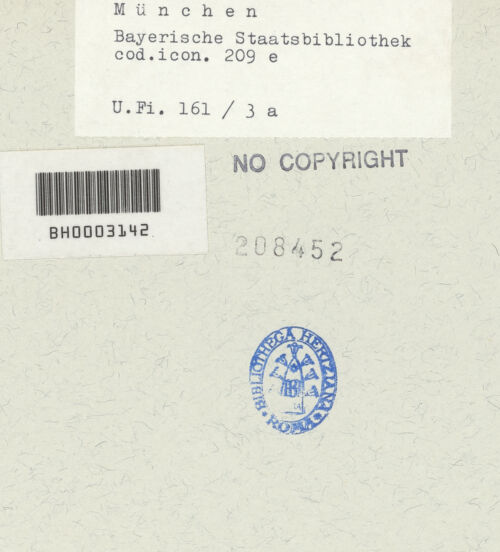 München
Bayerische Staatsbibliothek
cod.icon. 209 e
U.Fi. 161 / 3 a
NO COPYRIGHT
BH0003142
208452
BIBLIOTHECA HERTZIANA
ROMA